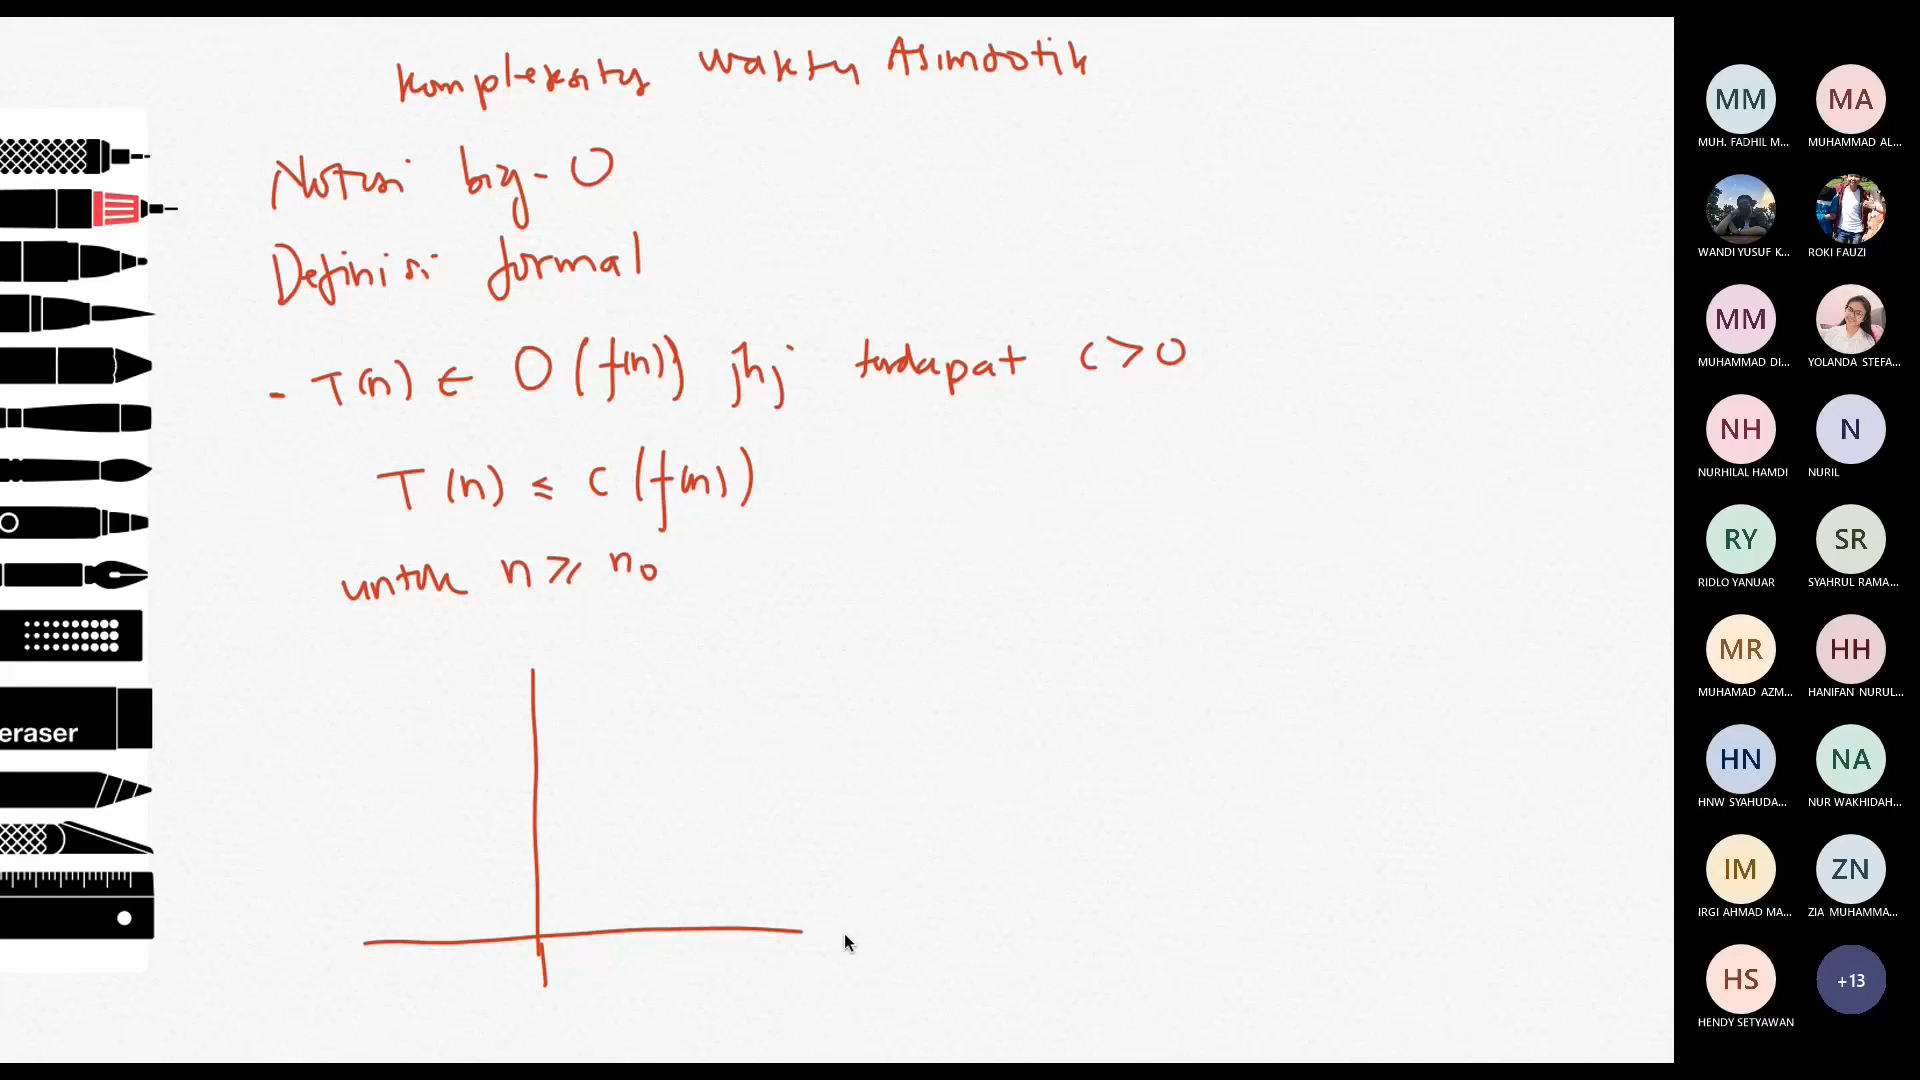 Kompleksitas Waktu Asimtotik
Notasi big-O
Definisi formal
- T(n) ∈ O(f(n)) jhj terdapat c > 0
T(n) ≤ C(f(n))
untuk n ≥ n₀
eraser
MM
MUH. FADHIL M...
MA
MUHAMMAD AL...
WANDI YUSUF K...
ROKI FAUZI
MM
MUHAMMAD DI...
YOLANDA STEFA...
NH
NURHILAL HAMDI
N
NURIL
RY
RIDLO YANUAR
SR
SYAHRUL RAMA...
MR
MUHAMAD AZM...
HH
HANIFAN NURUL...
HN
HNW SYAHUDA...
NA
NUR WAKHIDAH...
IM
IRGI AHMAD MA...
ZN
ZIA MUHAMMA...
HS
HENDY SETYAWAN
+13